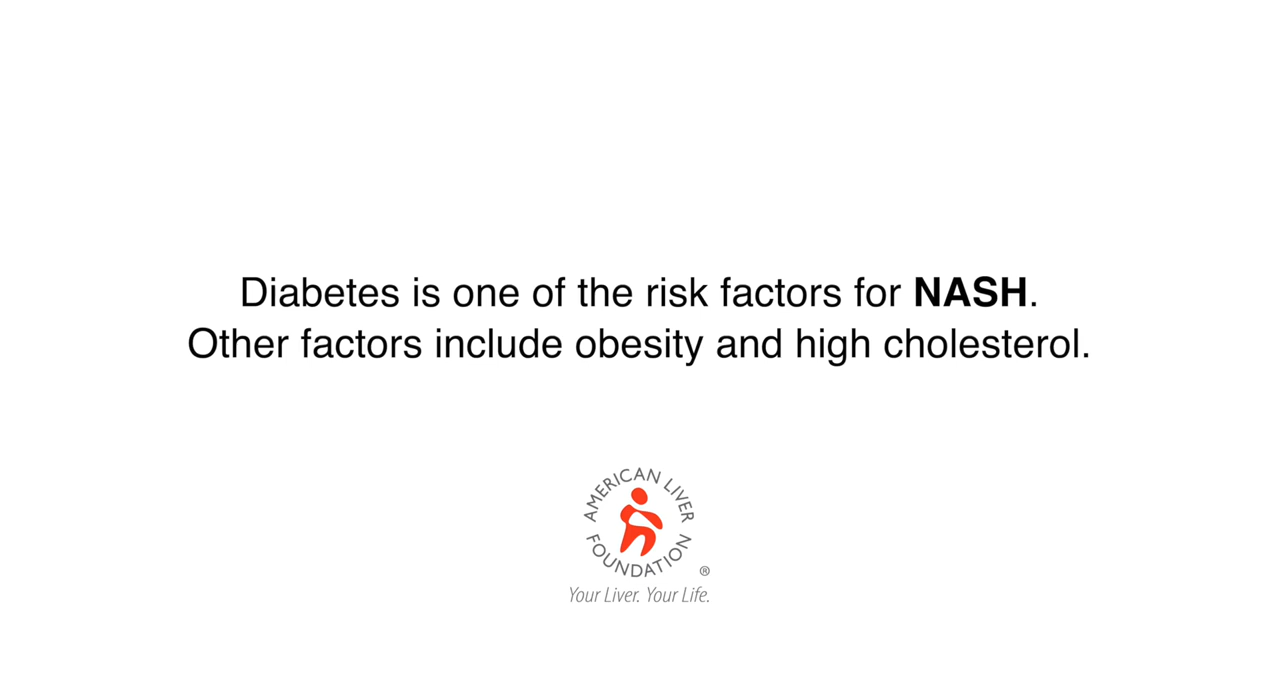 Diabetes is one of the risk factors for NASH.
Other factors include obesity and high cholesterol.
AMERICAN LIVER
FOUNDATION
®
Your Liver. Your Life.